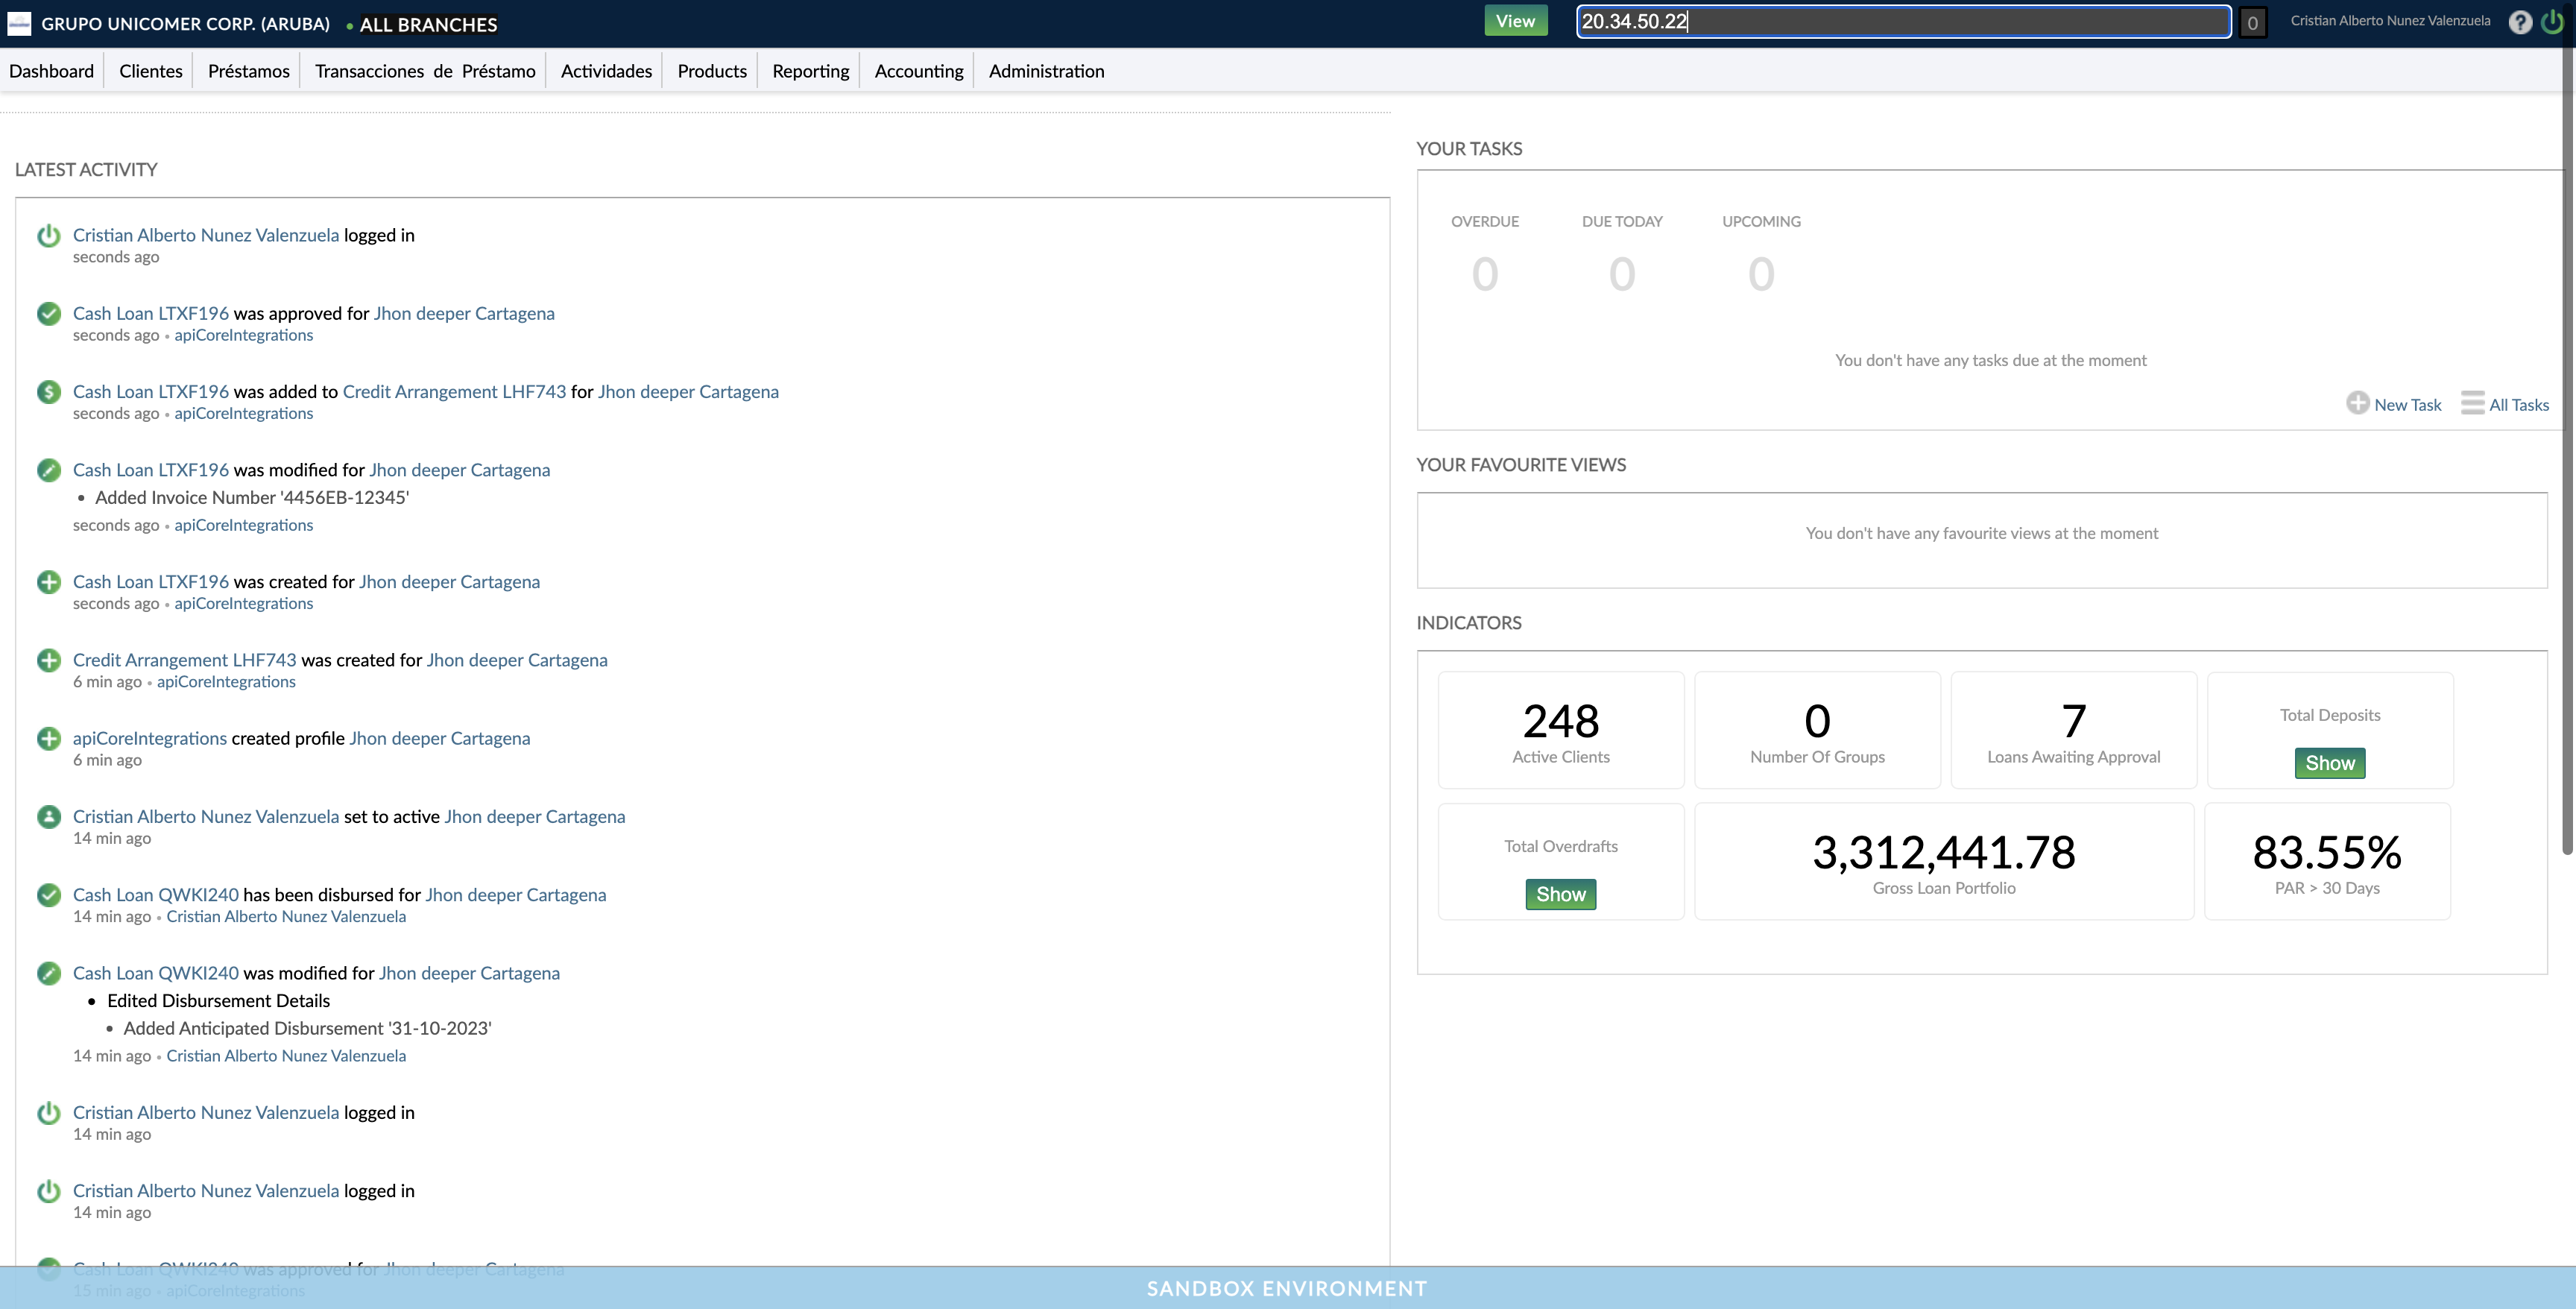 GRUPO UNICOMER CORP. (ARUBA) • ALL BRANCHES
View
20.34.50.22
0
Cristian Alberto Nunez Valenzuela
?
Dashboard
Clientes
Préstamos
Transacciones de Préstamo
Actividades
Products
Reporting
Accounting
Administration
LATEST ACTIVITY
Cristian Alberto Nunez Valenzuela logged in
seconds ago
Cash Loan LTXF196 was approved for Jhon deeper Cartagena
seconds ago • apiCoreIntegrations
Cash Loan LTXF196 was added to Credit Arrangement LHF743 for Jhon deeper Cartagena
seconds ago • apiCoreIntegrations
Cash Loan LTXF196 was modified for Jhon deeper Cartagena
• Added Invoice Number '4456EB-12345'
seconds ago • apiCoreIntegrations
Cash Loan LTXF196 was created for Jhon deeper Cartagena
seconds ago • apiCoreIntegrations
Credit Arrangement LHF743 was created for Jhon deeper Cartagena
6 min ago • apiCoreIntegrations
apiCoreIntegrations created profile Jhon deeper Cartagena
6 min ago
Cristian Alberto Nunez Valenzuela set to active Jhon deeper Cartagena
14 min ago
Cash Loan QWKI240 has been disbursed for Jhon deeper Cartagena
14 min ago • Cristian Alberto Nunez Valenzuela
Cash Loan QWKI240 was modified for Jhon deeper Cartagena
• Edited Disbursement Details
• Added Anticipated Disbursement '31-10-2023'
14 min ago • Cristian Alberto Nunez Valenzuela
Cristian Alberto Nunez Valenzuela logged in
14 min ago
Cristian Alberto Nunez Valenzuela logged in
14 min ago
Cash Loan QWKI240 was approved for Jhon deeper Cartagena
15 min ago • apiCoreIntegrations
YOUR TASKS
OVERDUE
DUE TODAY
UPCOMING
0
0
0
You don't have any tasks due at the moment
New Task
All Tasks
YOUR FAVOURITE VIEWS
You don't have any favourite views at the moment
INDICATORS
248
Active Clients
0
Number Of Groups
7
Loans Awaiting Approval
Total Deposits
Show
Total Overdrafts
Show
3,312,441.78
Gross Loan Portfolio
83.55%
PAR > 30 Days
SANDBOX ENVIRONMENT